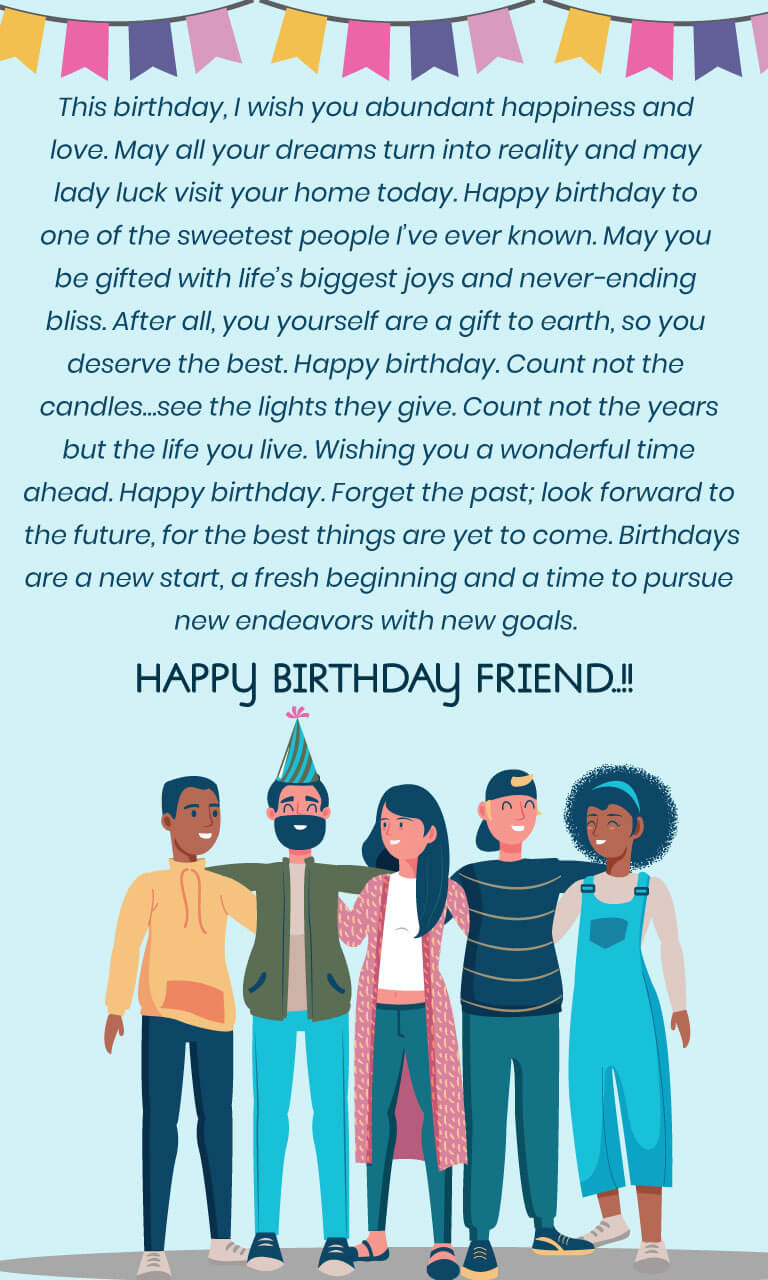 This birthday, I wish you abundant happiness and
love. May all your dreams turn into reality and may
lady luck visit your home today. Happy birthday to
one of the sweetest people I've ever known. May you
be gifted with life's biggest joys and never-ending
bliss. After all, you yourself are a gift to earth, so you
deserve the best. Happy birthday. Count not the
candles...see the lights they give. Count not the years
but the life you live. Wishing you a wonderful time
ahead. Happy birthday. Forget the past; look forward to
the future, for the best things are yet to come. Birthdays
are a new start, a fresh beginning and a time to pursue
new endeavors with new goals.
HAPPY BIRTHDAY FRIEND..!!